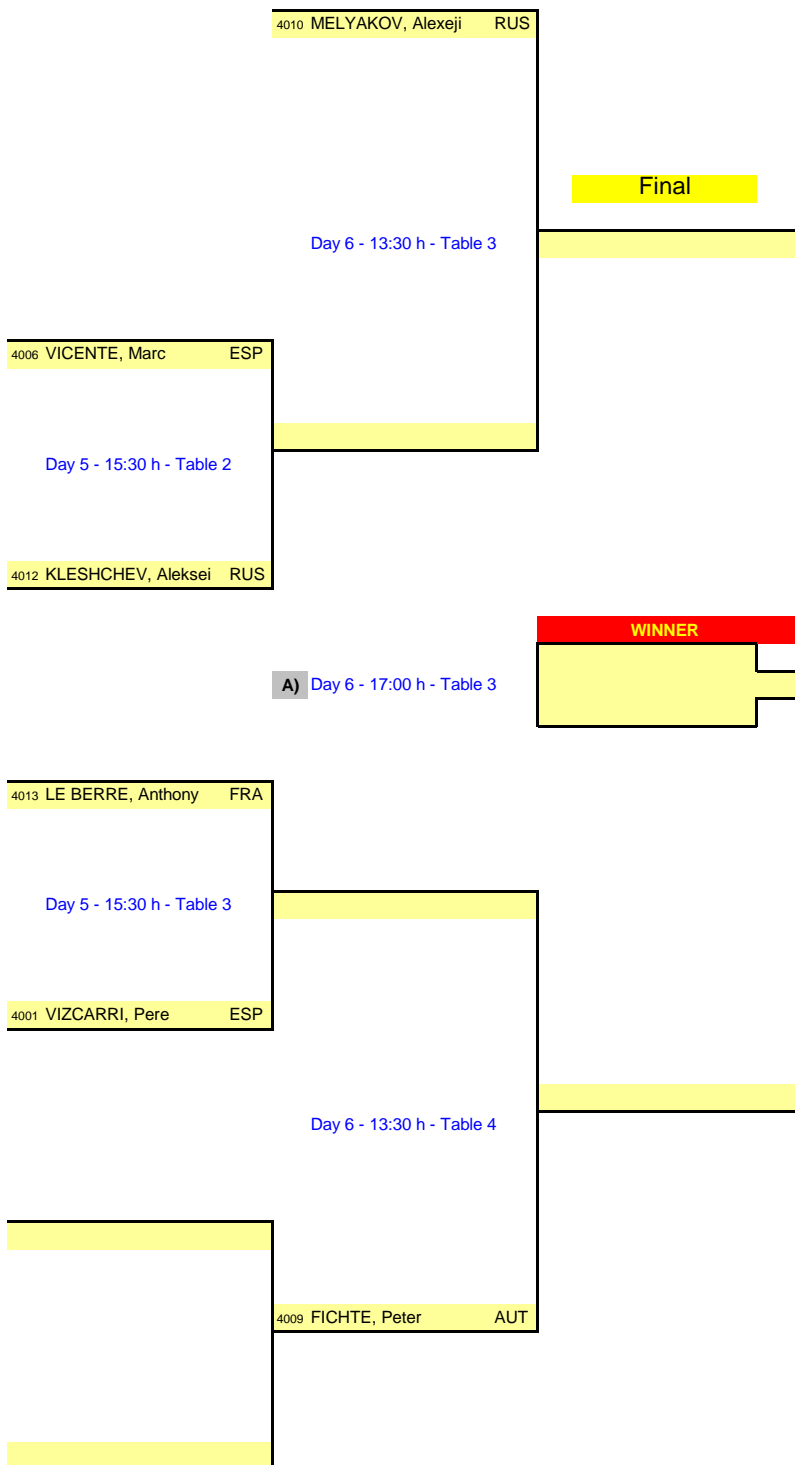 4010 MELYAKOV, Alexeji RUS
Final
Day 6 - 13:30 h - Table 3
4006 VICENTE, Marc ESP
Day 5 - 15:30 h - Table 2
4012 KLESHCHEV, Aleksei RUS
WINNER
A) Day 6 - 17:00 h - Table 3
4013 LE BERRE, Anthony FRA
Day 5 - 15:30 h - Table 3
4001 VIZCARRI, Pere ESP
Day 6 - 13:30 h - Table 4
4009 FICHTE, Peter AUT